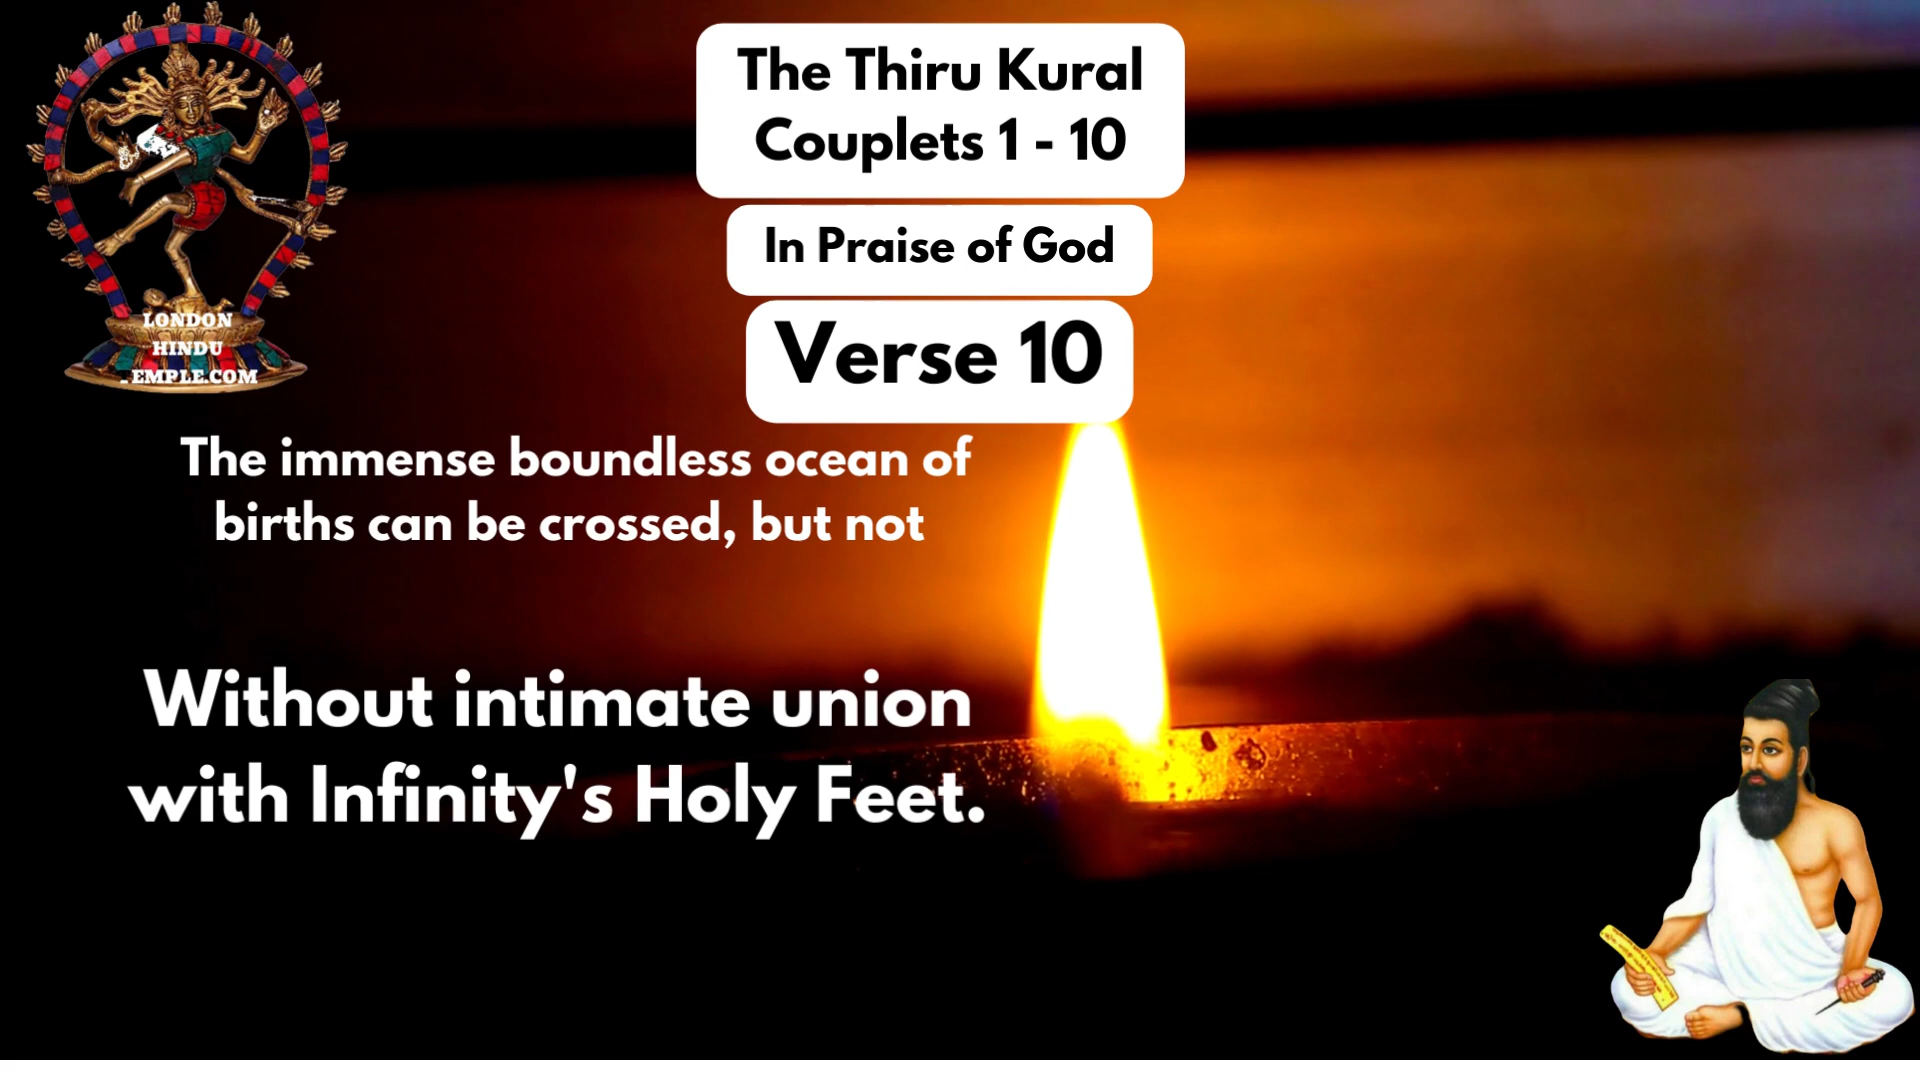 The Thiru Kural
Couplets 1 - 10
In Praise of God
Verse 10
LONDON
HINDU
EMPLE.COM
The immense boundless ocean of
births can be crossed, but not
Without intimate union
with Infinity's Holy Feet.